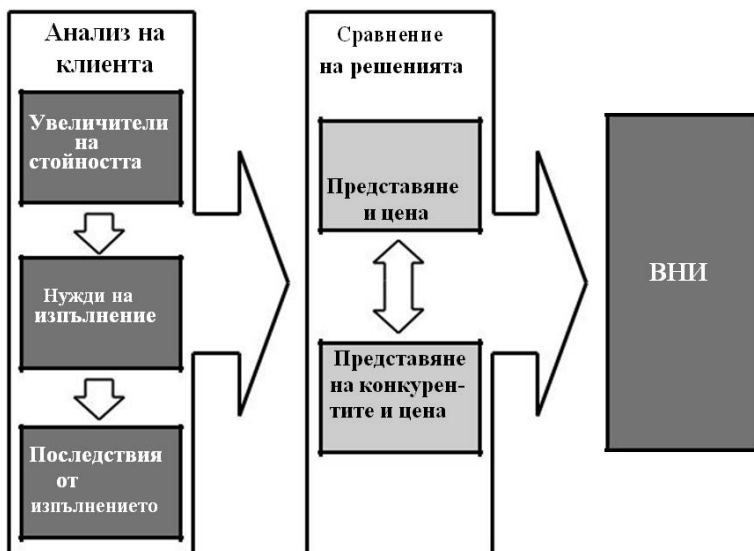 Анализ на
клиента
Увеличители
на
стойността
Нужди на
изпълнение
Последствия
от
изпълнението
Сравнение
на решенията
Представяне
и цена
Представяне
на конкурен-
тите и цена
ВНИ